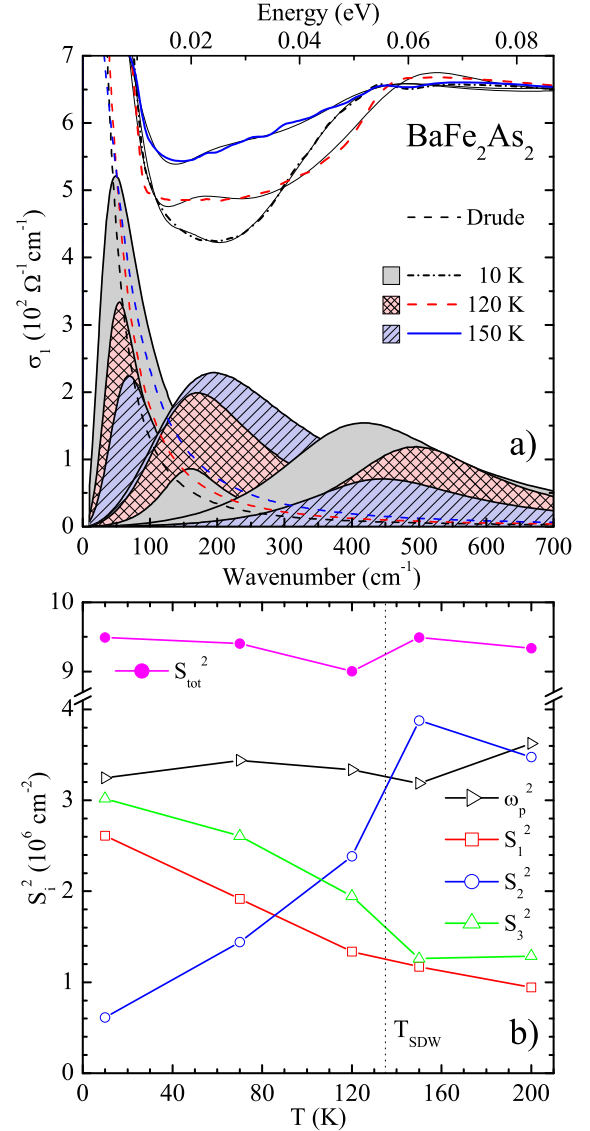 Energy (eV)
0.02 0.04 0.06 0.08
7
6
5
4
3
2
1
0
σ₁ (10² Ω⁻¹cm⁻¹)
BaFe₂As₂
Drude
10 K
120 K
150 K
a)
0 100 200 300 400 500 600 700
Wavenumber (cm⁻¹)
10
9
4
3
2
1
0
Sᵢ² (10⁶ cm⁻²)
Sₜₒₜ²
ωₚ²
S₁²
S₂²
S₃²
T_SDW
b)
0 40 80 120 160 200
T (K)